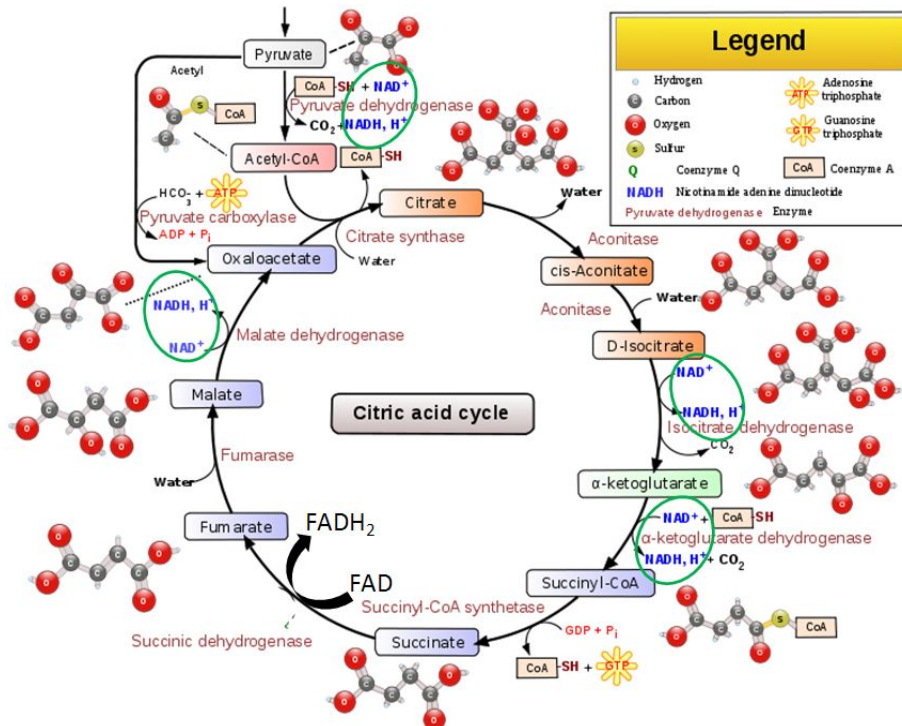 Legend
Hydrogen
Carbon
Oxygen
Sulfur
Q Coenzyme Q
NADH Nicotinamide adenine dinucleotide
Pyruvate dehydrogenase Enzyme
ATP Adenosine triphosphate
GTP Guanosine triphosphate
CoA Coenzyme A
Pyruvate
Acetyl
CoA-SH + NAD+
Pyruvate dehydrogenase
CO2 + NADH, H+
S CoA
Acetyl-CoA
CoA-SH
HCO3- + ATP
Pyruvate carboxylase
ADP + Pi
Citrate
Water
Citrate synthase
Water
Oxaloacetate
Aconitase
cis-Aconitate
Aconitase
Water
D-Isocitrate
NADH, H+
NAD+
Malate dehydrogenase
NAD+
NADH, H+
Isocitrate dehydrogenase
CO2
Malate
Citric acid cycle
Fumarase
Water
α-ketoglutarate
NAD+ + CoA-SH
α-ketoglutarate dehydrogenase
NADH, H+ + CO2
Fumarate
FADH2
FAD
Succinyl-CoA
Succinyl-CoA synthetase
Succinic dehydrogenase
Succinate
GDP + Pi
CoA-SH + GTP
S CoA